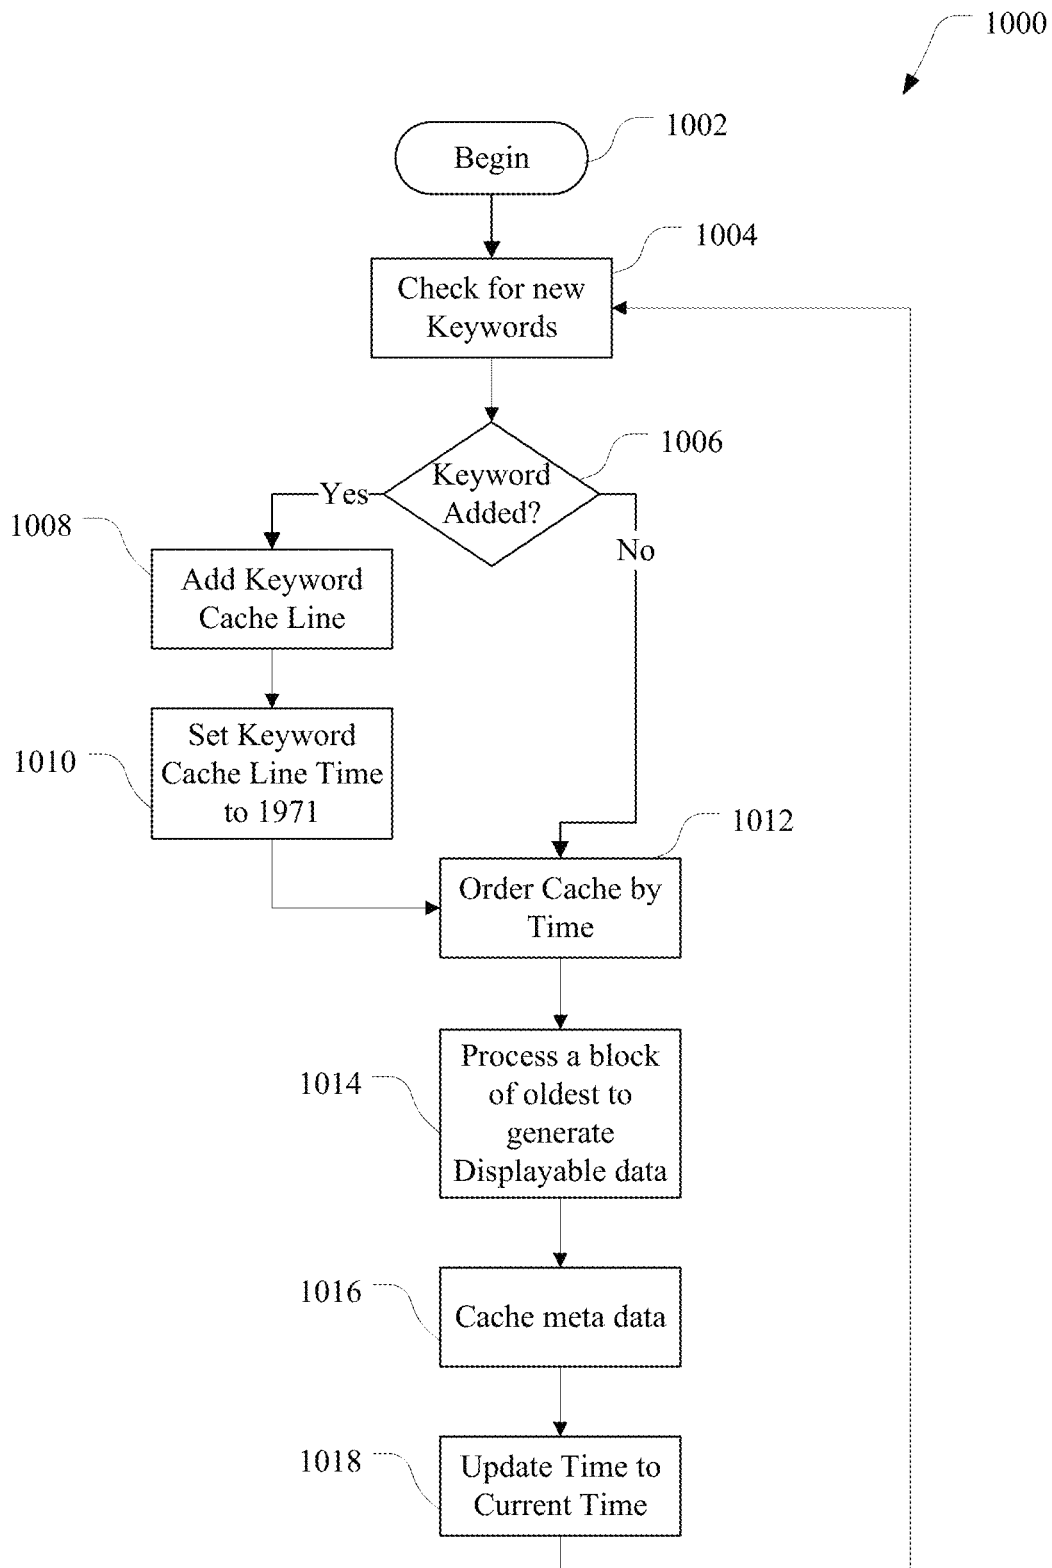 1000
Begin
1002
1004
Check for new
Keywords
1006
Keyword
Added?
Yes
No
1008
Add Keyword
Cache Line
1010
Set Keyword
Cache Line Time
to 1971
1012
Order Cache by
Time
1014
Process a block
of oldest to
generate
Displayable data
1016
Cache meta data
1018
Update Time to
Current Time